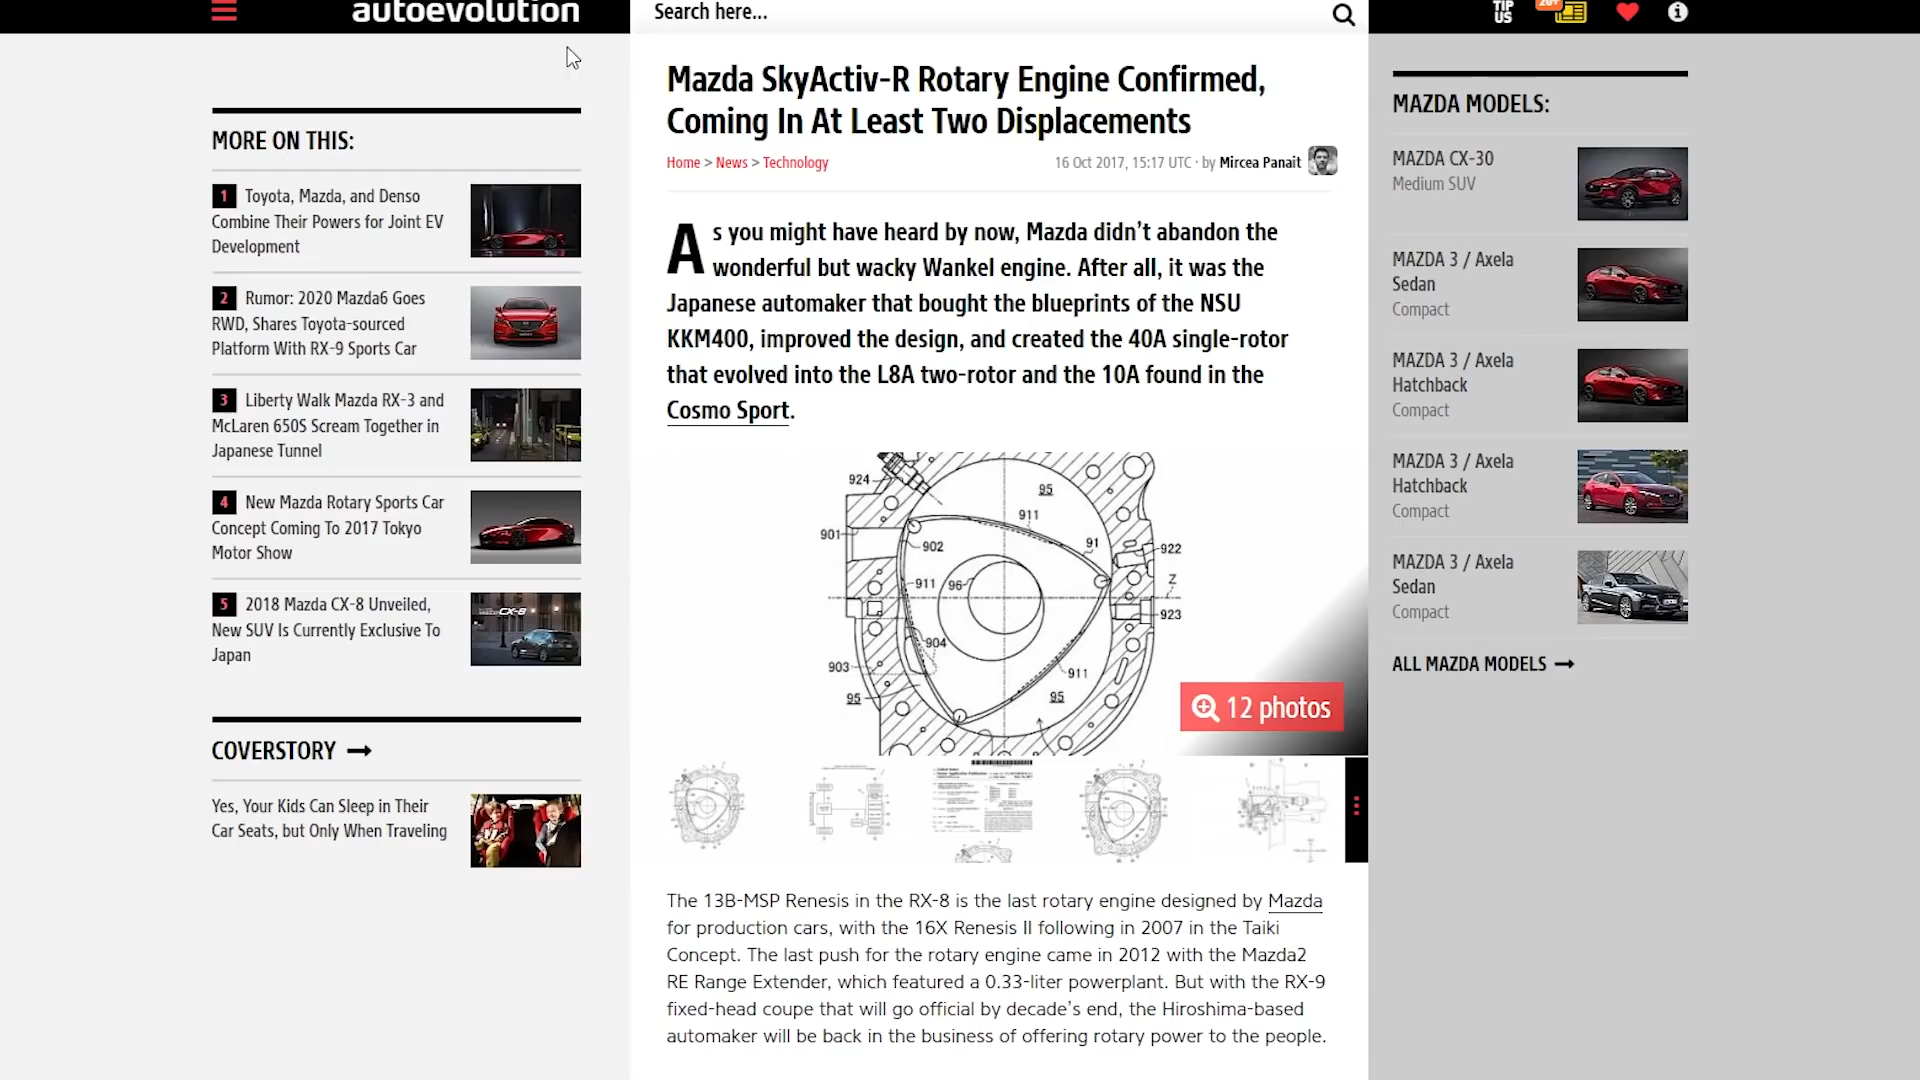 autoevolution
Search here...
TIP
US
20+
MORE ON THIS:
1 Toyota, Mazda, and Denso
Combine Their Powers for Joint EV
Development
2 Rumor: 2020 Mazda6 Goes
RWD, Shares Toyota-sourced
Platform With RX-9 Sports Car
3 Liberty Walk Mazda RX-3 and
McLaren 650S Scream Together in
Japanese Tunnel
4 New Mazda Rotary Sports Car
Concept Coming To 2017 Tokyo
Motor Show
5 2018 Mazda CX-8 Unveiled,
New SUV Is Currently Exclusive To
Japan
CX-8
COVERSTORY
Yes, Your Kids Can Sleep in Their
Car Seats, but Only When Traveling
Mazda SkyActiv-R Rotary Engine Confirmed,
Coming In At Least Two Displacements
Home > News > Technology
16 Oct 2017, 15:17 UTC · by Mircea Panait
As you might have heard by now, Mazda didn't abandon the
wonderful but wacky Wankel engine. After all, it was the
Japanese automaker that bought the blueprints of the NSU
KKM400, improved the design, and created the 40A single-rotor
that evolved into the L8A two-rotor and the 10A found in the
Cosmo Sport.
924
95
911
901
902
91
922
911
96
Z
923
904
903
911
95
95
12 photos
The 13B-MSP Renesis in the RX-8 is the last rotary engine designed by Mazda
for production cars, with the 16X Renesis II following in 2007 in the Taiki
Concept. The last push for the rotary engine came in 2012 with the Mazda2
RE Range Extender, which featured a 0.33-liter powerplant. But with the RX-9
fixed-head coupe that will go official by decade's end, the Hiroshima-based
automaker will be back in the business of offering rotary power to the people.
MAZDA MODELS:
MAZDA CX-30
Medium SUV
MAZDA 3 / Axela
Sedan
Compact
MAZDA 3 / Axela
Hatchback
Compact
MAZDA 3 / Axela
Hatchback
Compact
MAZDA 3 / Axela
Sedan
Compact
ALL MAZDA MODELS